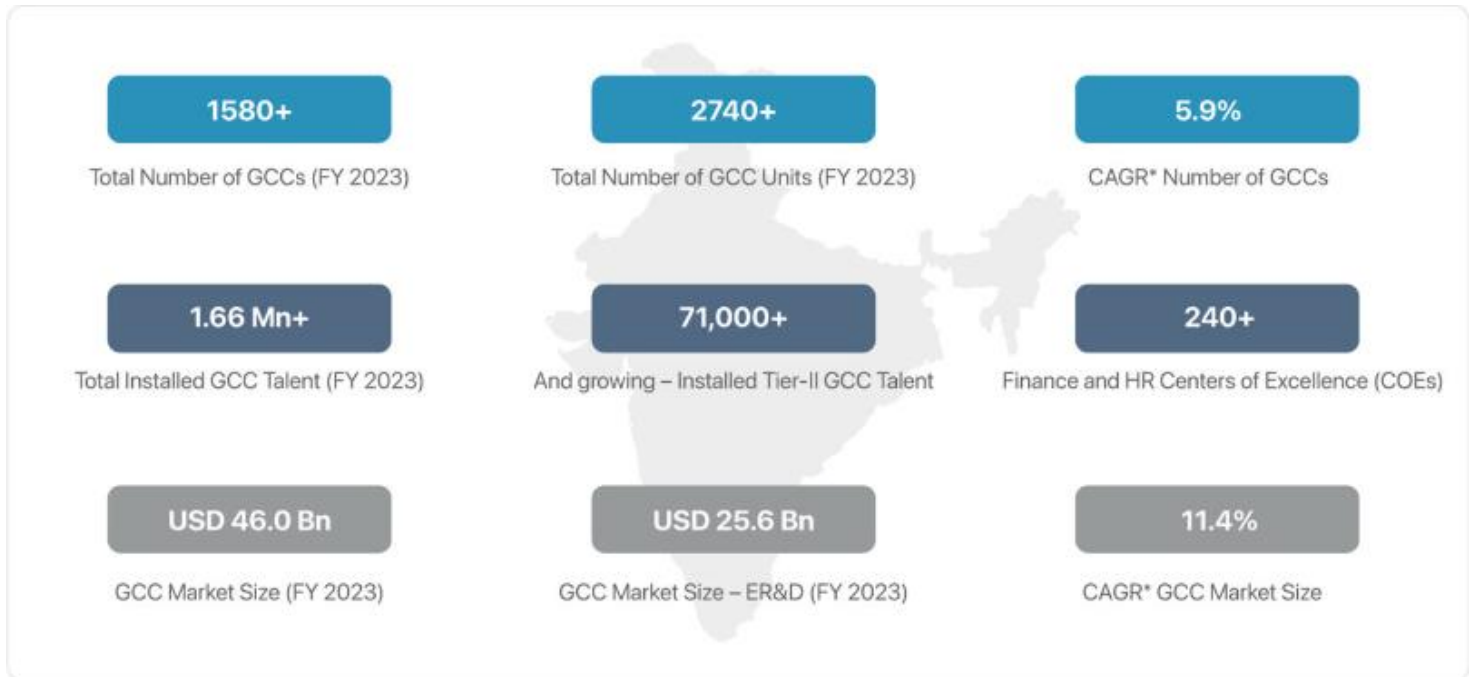 1580+
Total Number of GCCs (FY 2023)
2740+
Total Number of GCC Units (FY 2023)
5.9%
CAGR* Number of GCCs
1.66 Mn+
Total Installed GCC Talent (FY 2023)
71,000+
And growing – Installed Tier-II GCC Talent
240+
Finance and HR Centers of Excellence (COEs)
USD 46.0 Bn
GCC Market Size (FY 2023)
USD 25.6 Bn
GCC Market Size – ER&D (FY 2023)
11.4%
CAGR* GCC Market Size